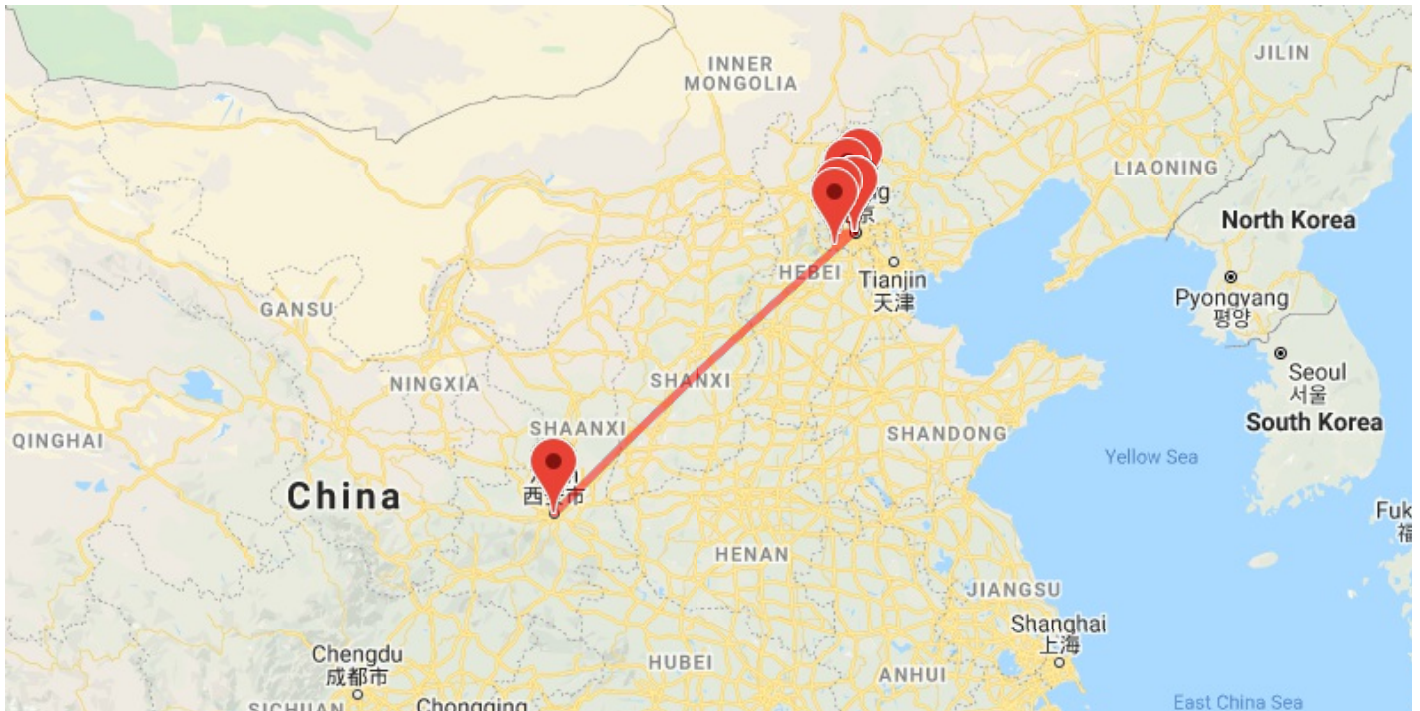 INNER
MONGOLIA
JILIN
LIAONING
京
North Korea
HEBEI
Tianjin
天津
Pyongyang
평양
GANSU
Seoul
서울
NINGXIA
SHANXI
South Korea
QINGHAI
SHAANXI
SHANDONG
Yellow Sea
China
HENAN
JIANGSU
Shanghai
上海
Chengdu
成都市
HUBEI
ANHUI
East China Sea